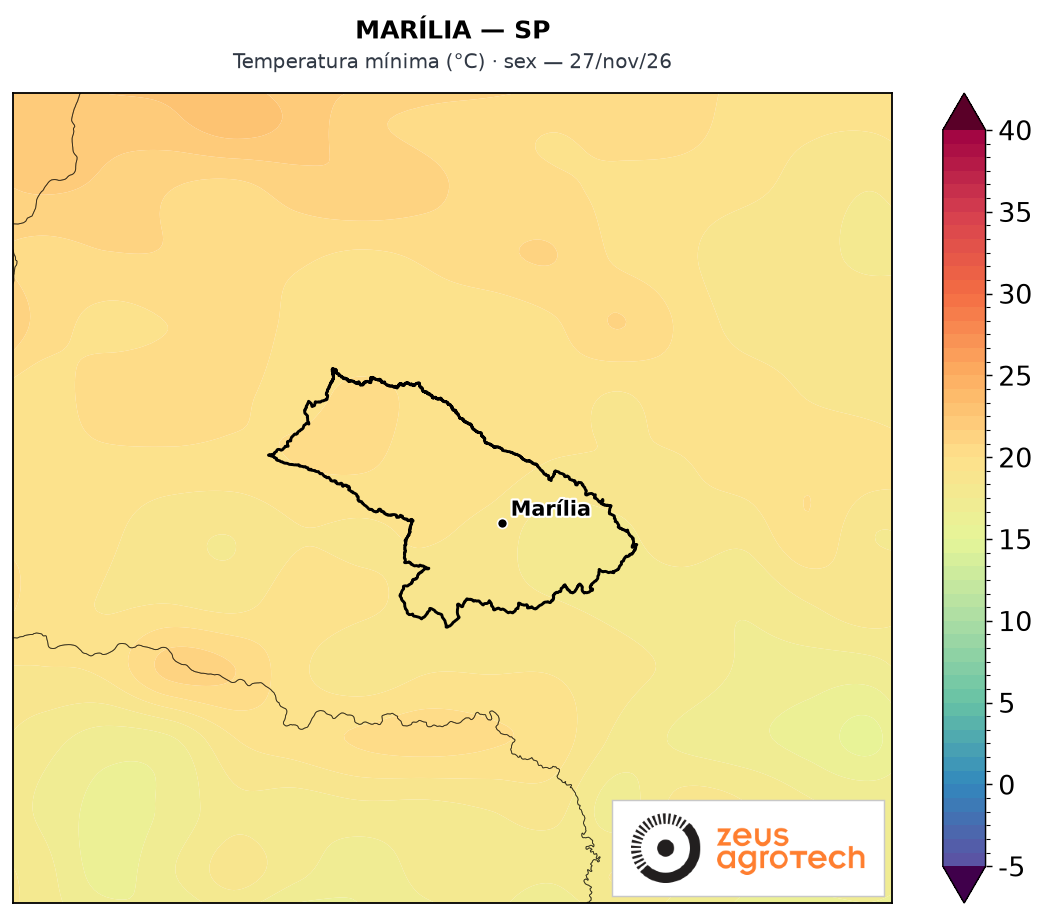 MARÍLIA — SP
Temperatura mínima (°C) · sex — 27/nov/26
40
35
30
25
20
15
10
5
0
-5
Marília
zeus
agrotech